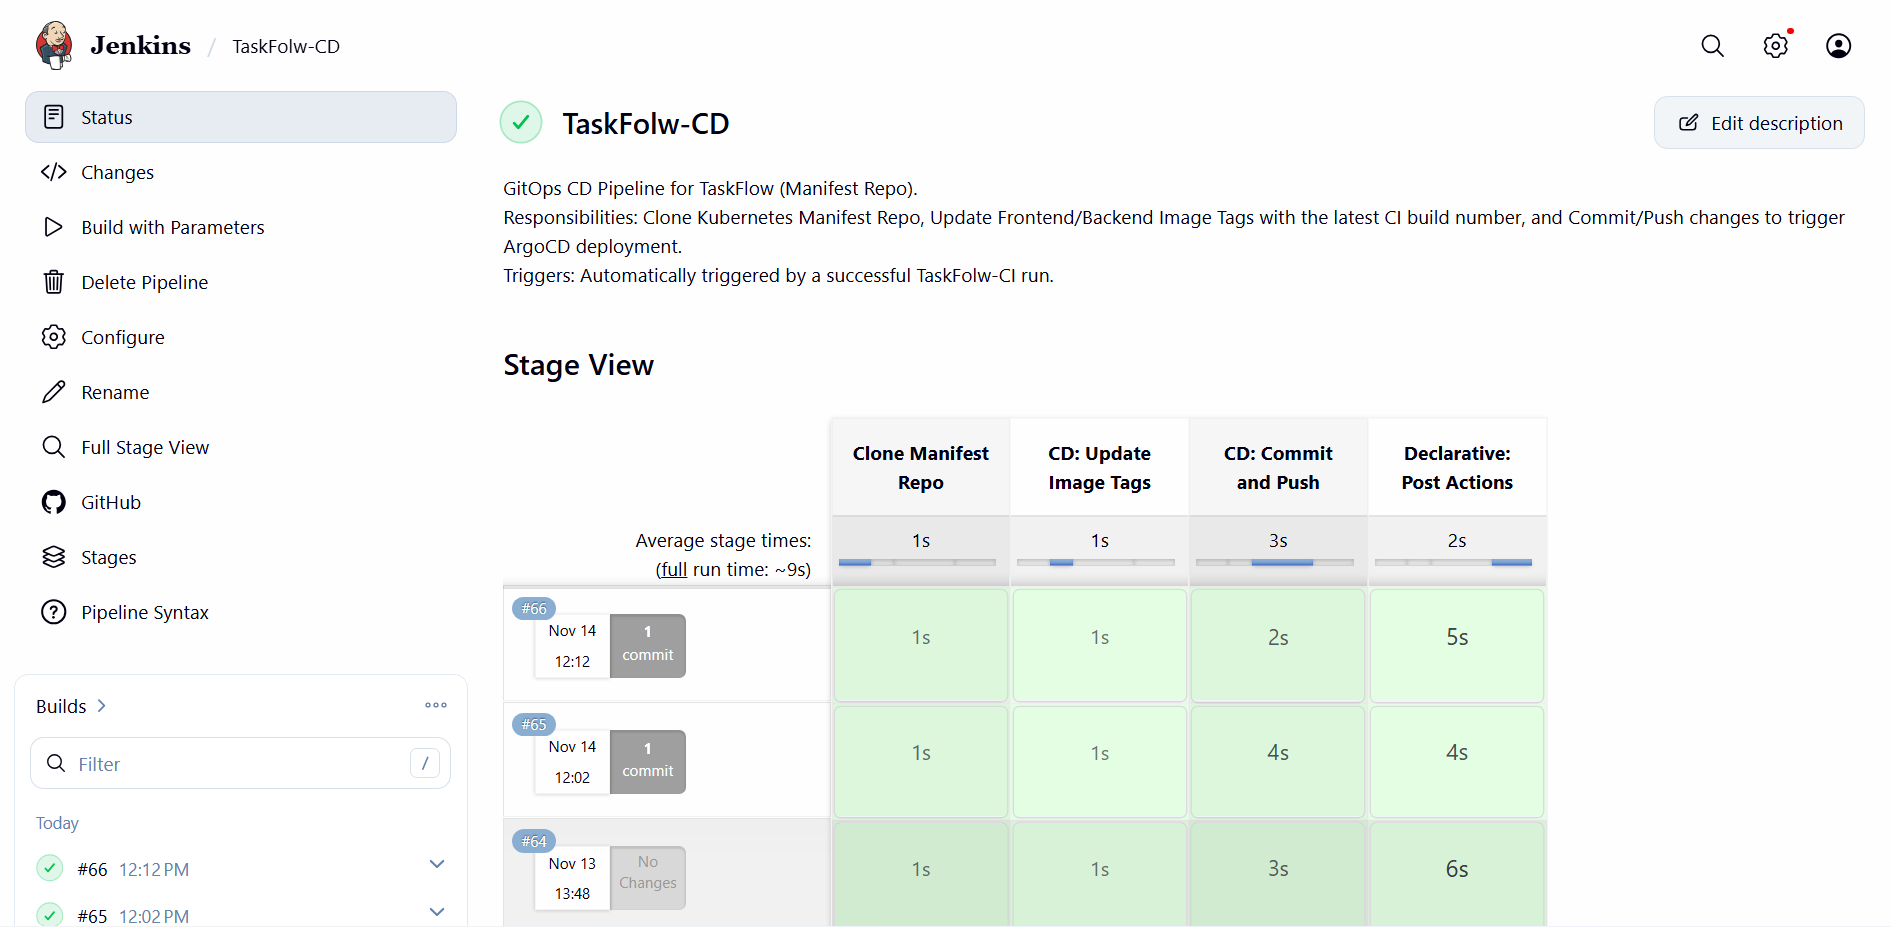 Jenkins / TaskFolw-CD
Status
Changes
Build with Parameters
Delete Pipeline
Configure
Rename
Full Stage View
GitHub
Stages
Pipeline Syntax
Builds
Filter /
Today
#66 12:12 PM
#65 12:02 PM
TaskFolw-CD
Edit description
GitOps CD Pipeline for TaskFlow (Manifest Repo).
Responsibilities: Clone Kubernetes Manifest Repo, Update Frontend/Backend Image Tags with the latest CI build number, and Commit/Push changes to trigger
ArgoCD deployment.
Triggers: Automatically triggered by a successful TaskFolw-CI run.
Stage View
Clone Manifest
Repo
CD: Update
Image Tags
CD: Commit
and Push
Declarative:
Post Actions
Average stage times:
(full run time: ~9s)
1s 1s 3s 2s
#66
Nov 14
12:12
1
commit
1s 1s 2s 5s
#65
Nov 14
12:02
1
commit
1s 1s 4s 4s
#64
Nov 13
13:48
No
Changes
1s 1s 3s 6s